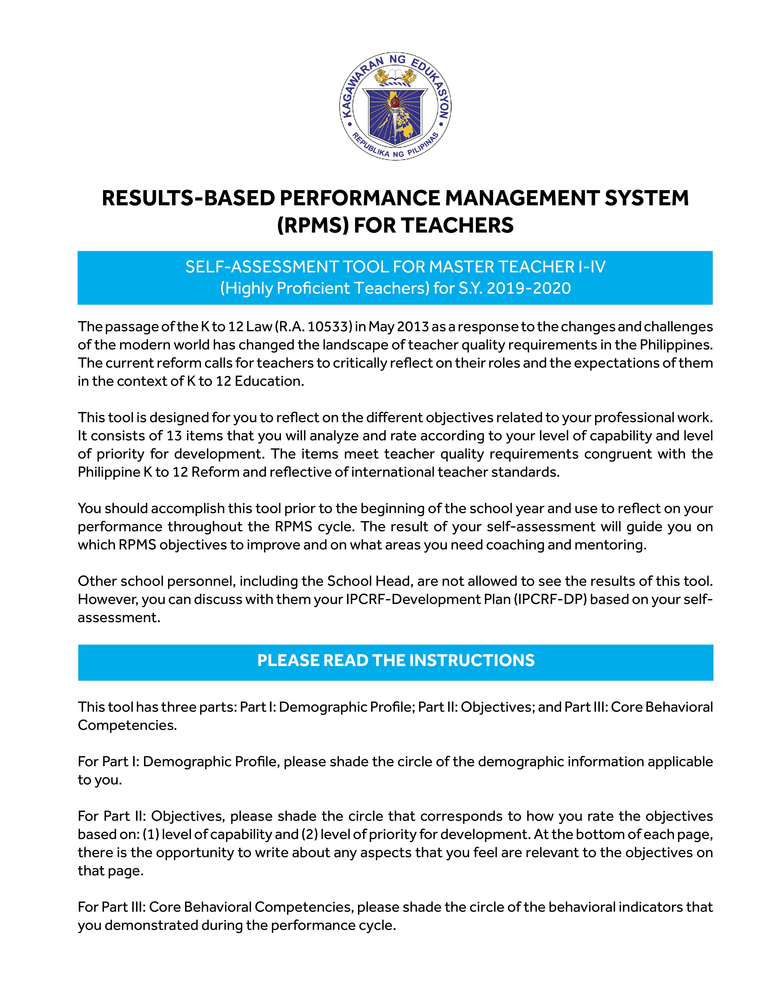 KAGAWARAN NG EDUKASYON
REPUBLIKA NG PILIPINAS
RESULTS-BASED PERFORMANCE MANAGEMENT SYSTEM
(RPMS) FOR TEACHERS
SELF-ASSESSMENT TOOL FOR MASTER TEACHER I-IV
(Highly Proficient Teachers) for S.Y. 2019-2020
The passage of the K to 12 Law (R.A. 10533) in May 2013 as a response to the changes and challenges
of the modern world has changed the landscape of teacher quality requirements in the Philippines.
The current reform calls for teachers to critically reflect on their roles and the expectations of them
in the context of K to 12 Education.
This tool is designed for you to reflect on the different objectives related to your professional work.
It consists of 13 items that you will analyze and rate according to your level of capability and level
of priority for development. The items meet teacher quality requirements congruent with the
Philippine K to 12 Reform and reflective of international teacher standards.
You should accomplish this tool prior to the beginning of the school year and use to reflect on your
performance throughout the RPMS cycle. The result of your self-assessment will guide you on
which RPMS objectives to improve and on what areas you need coaching and mentoring.
Other school personnel, including the School Head, are not allowed to see the results of this tool.
However, you can discuss with them your IPCRF-Development Plan (IPCRF-DP) based on your self-
assessment.
PLEASE READ THE INSTRUCTIONS
This tool has three parts: Part I: Demographic Profile; Part II: Objectives; and Part III: Core Behavioral
Competencies.
For Part I: Demographic Profile, please shade the circle of the demographic information applicable
to you.
For Part II: Objectives, please shade the circle that corresponds to how you rate the objectives
based on: (1) level of capability and (2) level of priority for development. At the bottom of each page,
there is the opportunity to write about any aspects that you feel are relevant to the objectives on
that page.
For Part III: Core Behavioral Competencies, please shade the circle of the behavioral indicators that
you demonstrated during the performance cycle.